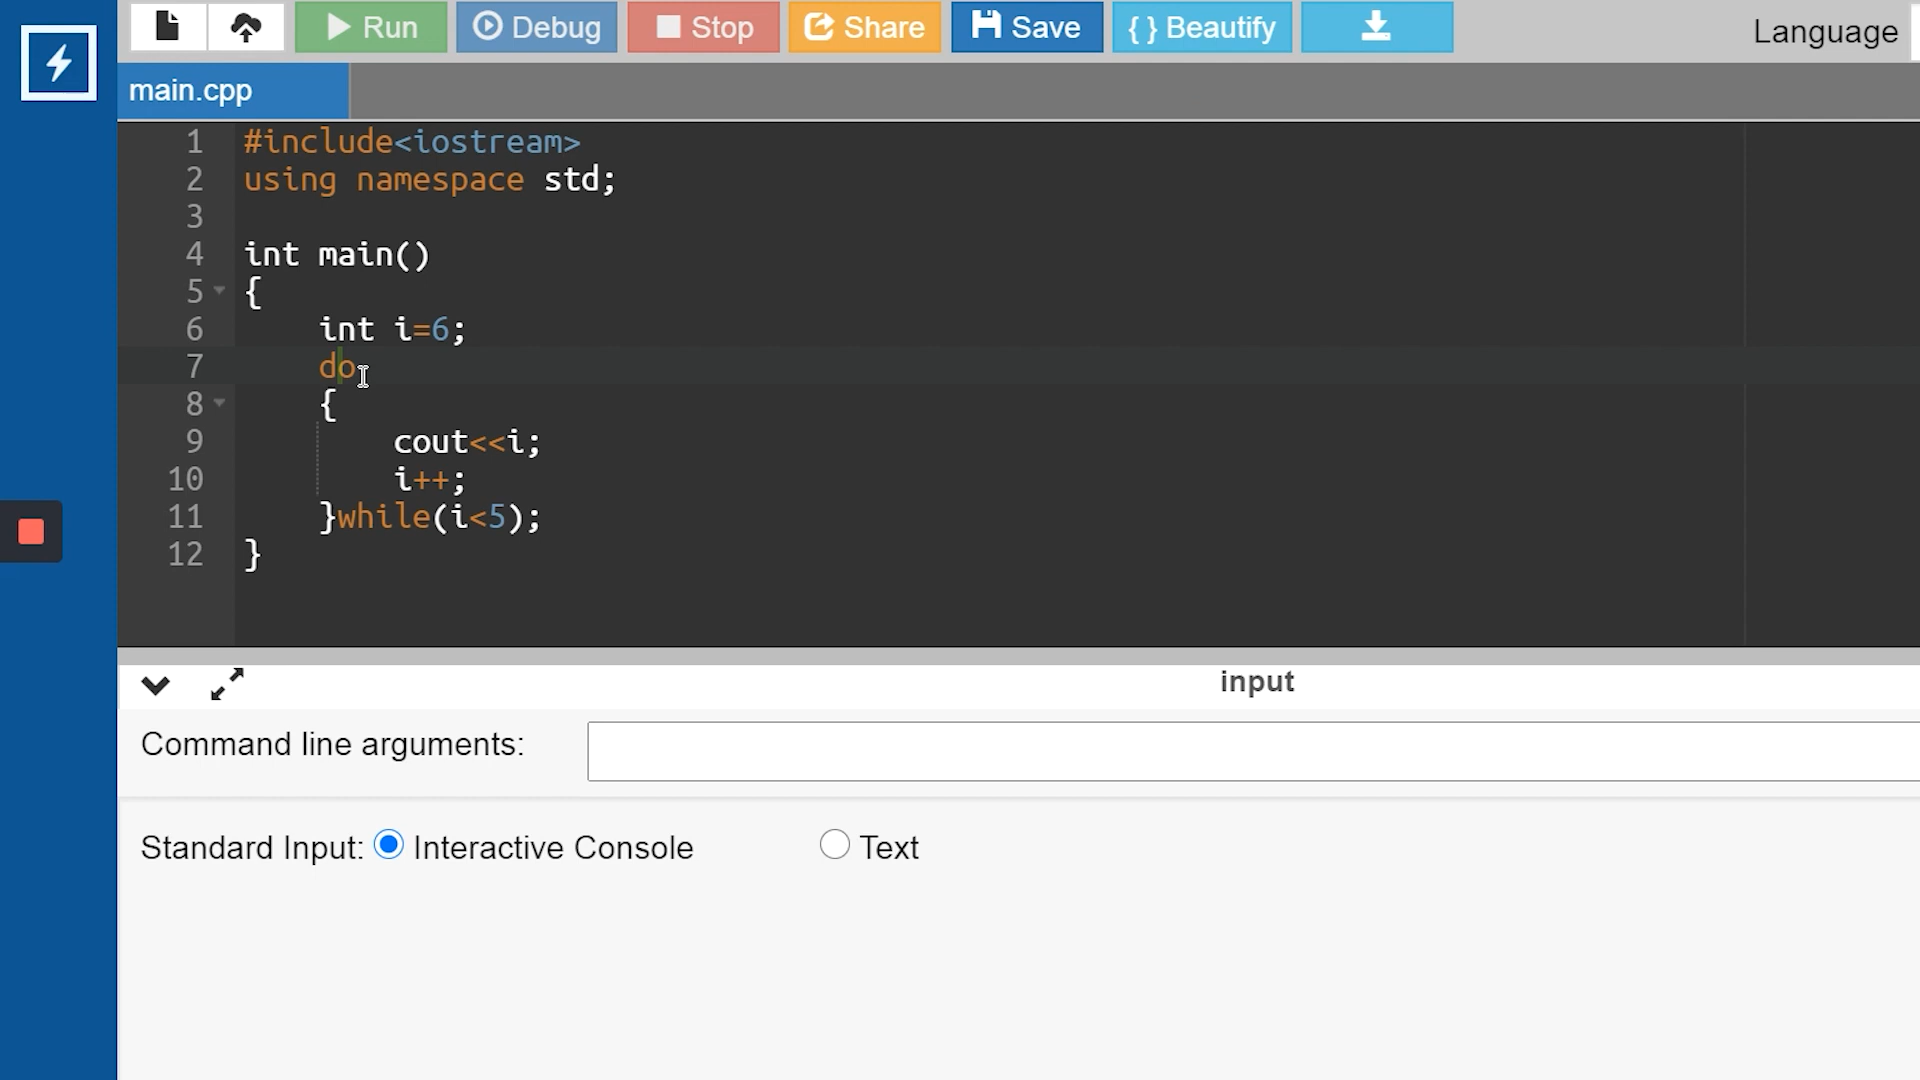 Run Debug Stop Share Save { } Beautify Language
main.cpp
1 #include<iostream>
2 using namespace std;
3
4 int main()
5 {
6 int i=6;
7 do
8 {
9 cout<<i;
10 i++;
11 }while(i<5);
12 }
input
Command line arguments:
Standard Input: Interactive Console Text